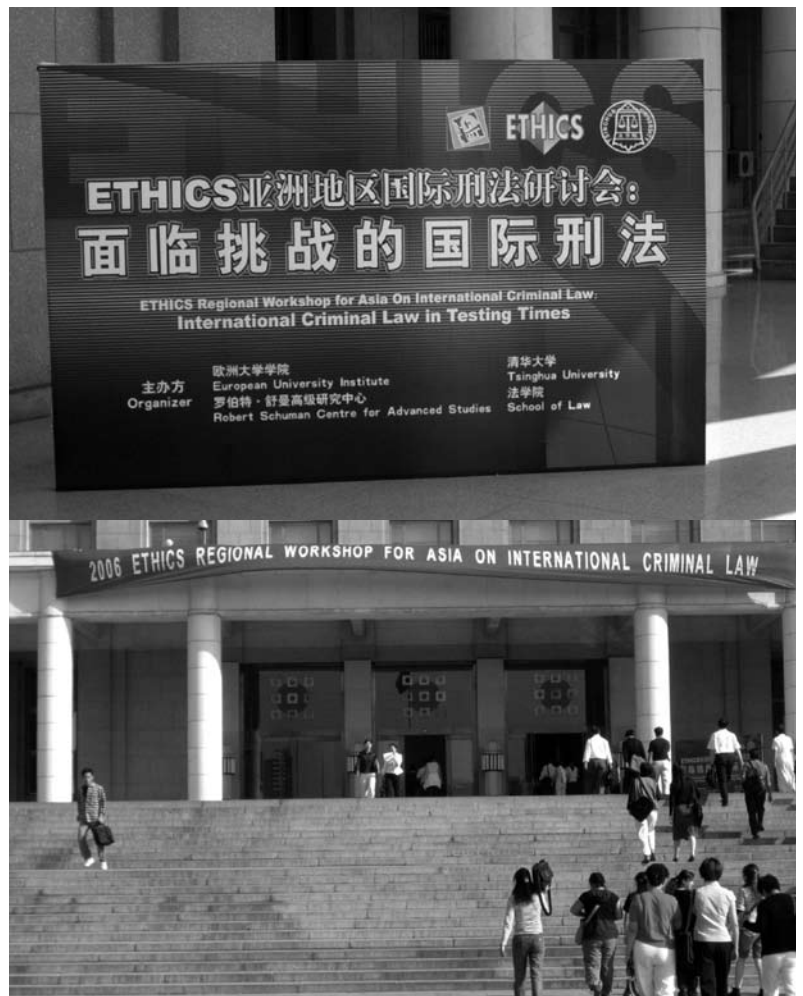 ETHICS
ETHICS
ETHICS亚洲地区国际刑法研讨会:
面临挑战的国际刑法
ETHICS Regional Workshop for Asia On International Criminal Law:
International Criminal Law in Testing Times
主办方
Organizer
欧洲大学学院
European University Institute
罗伯特·舒曼高级研究中心
Robert Schuman Centre for Advanced Studies
清华大学
Tsinghua University
法学院
School of Law
2006 ETHICS REGIONAL WORKSHOP FOR ASIA ON INTERNATIONAL CRIMINAL LAW